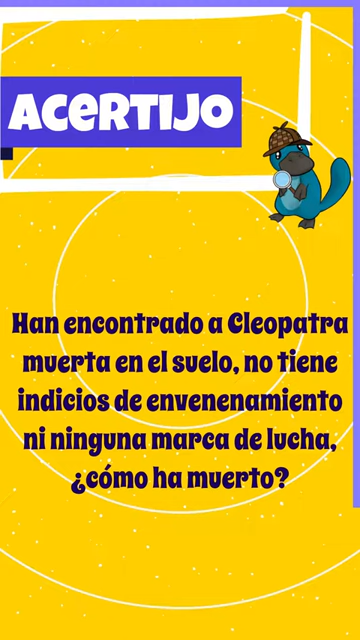 Acertijo
Han encontrado a Cleopatra
muerta en el suelo, no tiene
indicios de envenenamiento
ni ninguna marca de lucha,
¿cómo ha muerto?